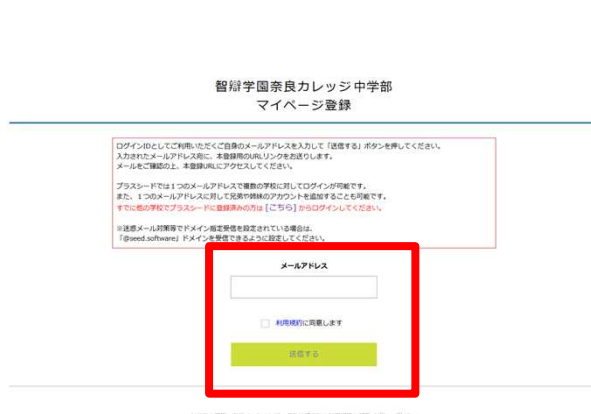 智辯学園奈良カレッジ中学部
マイページ登録
ログインIDとしてご利用いただくご自身のメールアドレスを入力して「送信する」ボタンを押してください。
入力されたメールアドレス宛に、本登録用のURLリンクをお送りします。
メールをご確認の上、本登録URLにアクセスしてください。
プラスシードでは1つのメールアドレスで複数の学校に対してログインが可能です。
また、1つのメールアドレスに対して兄弟や姉妹のアカウントを追加することも可能です。
すでに他の学校でプラスシードに登録済みの方は [こちら] からログインしてください。
※迷惑メール対策等でドメイン指定受信を設定されている場合は、
「@seed.software」ドメインを受信できるように設定してください。
メールアドレス
利用規約に同意します
送信する